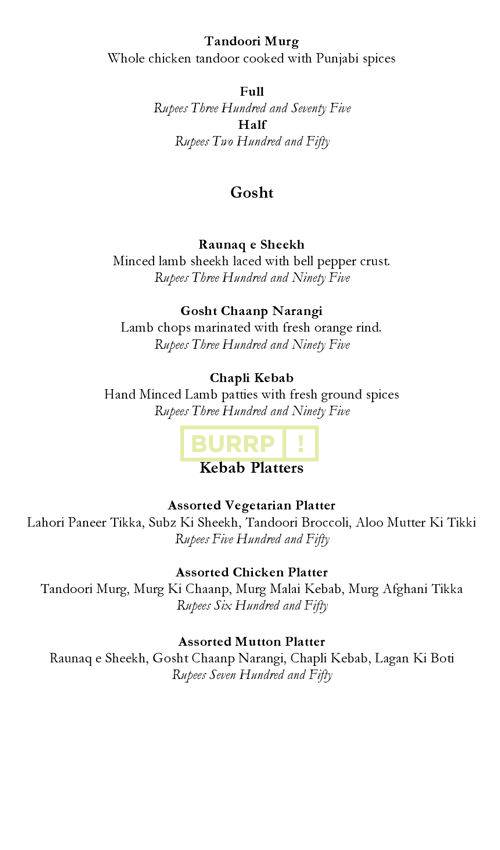 Tandoori Murg
Whole chicken tandoor cooked with Punjabi spices
Full
Rupees Three Hundred and Seventy Five
Half
Rupees Two Hundred and Fifty
Gosht
Raunaq e Sheekh
Minced lamb sheekh laced with bell pepper crust.
Rupees Three Hundred and Ninety Five
Gosht Chaanp Narangi
Lamb chops marinated with fresh orange rind.
Rupees Three Hundred and Ninety Five
Chapli Kebab
Hand Minced Lamb patties with fresh ground spices
Rupees Three Hundred and Ninety Five
BURRP !
Kebab Platters
Assorted Vegetarian Platter
Lahori Paneer Tikka, Subz Ki Sheekh, Tandoori Broccoli, Aloo Mutter Ki Tikki
Rupees Five Hundred and Fifty
Assorted Chicken Platter
Tandoori Murg, Murg Ki Chaanp, Murg Malai Kebab, Murg Afghani Tikka
Rupees Six Hundred and Fifty
Assorted Mutton Platter
Raunaq e Sheekh, Gosht Chaanp Narangi, Chapli Kebab, Lagan Ki Boti
Rupees Seven Hundred and Fifty